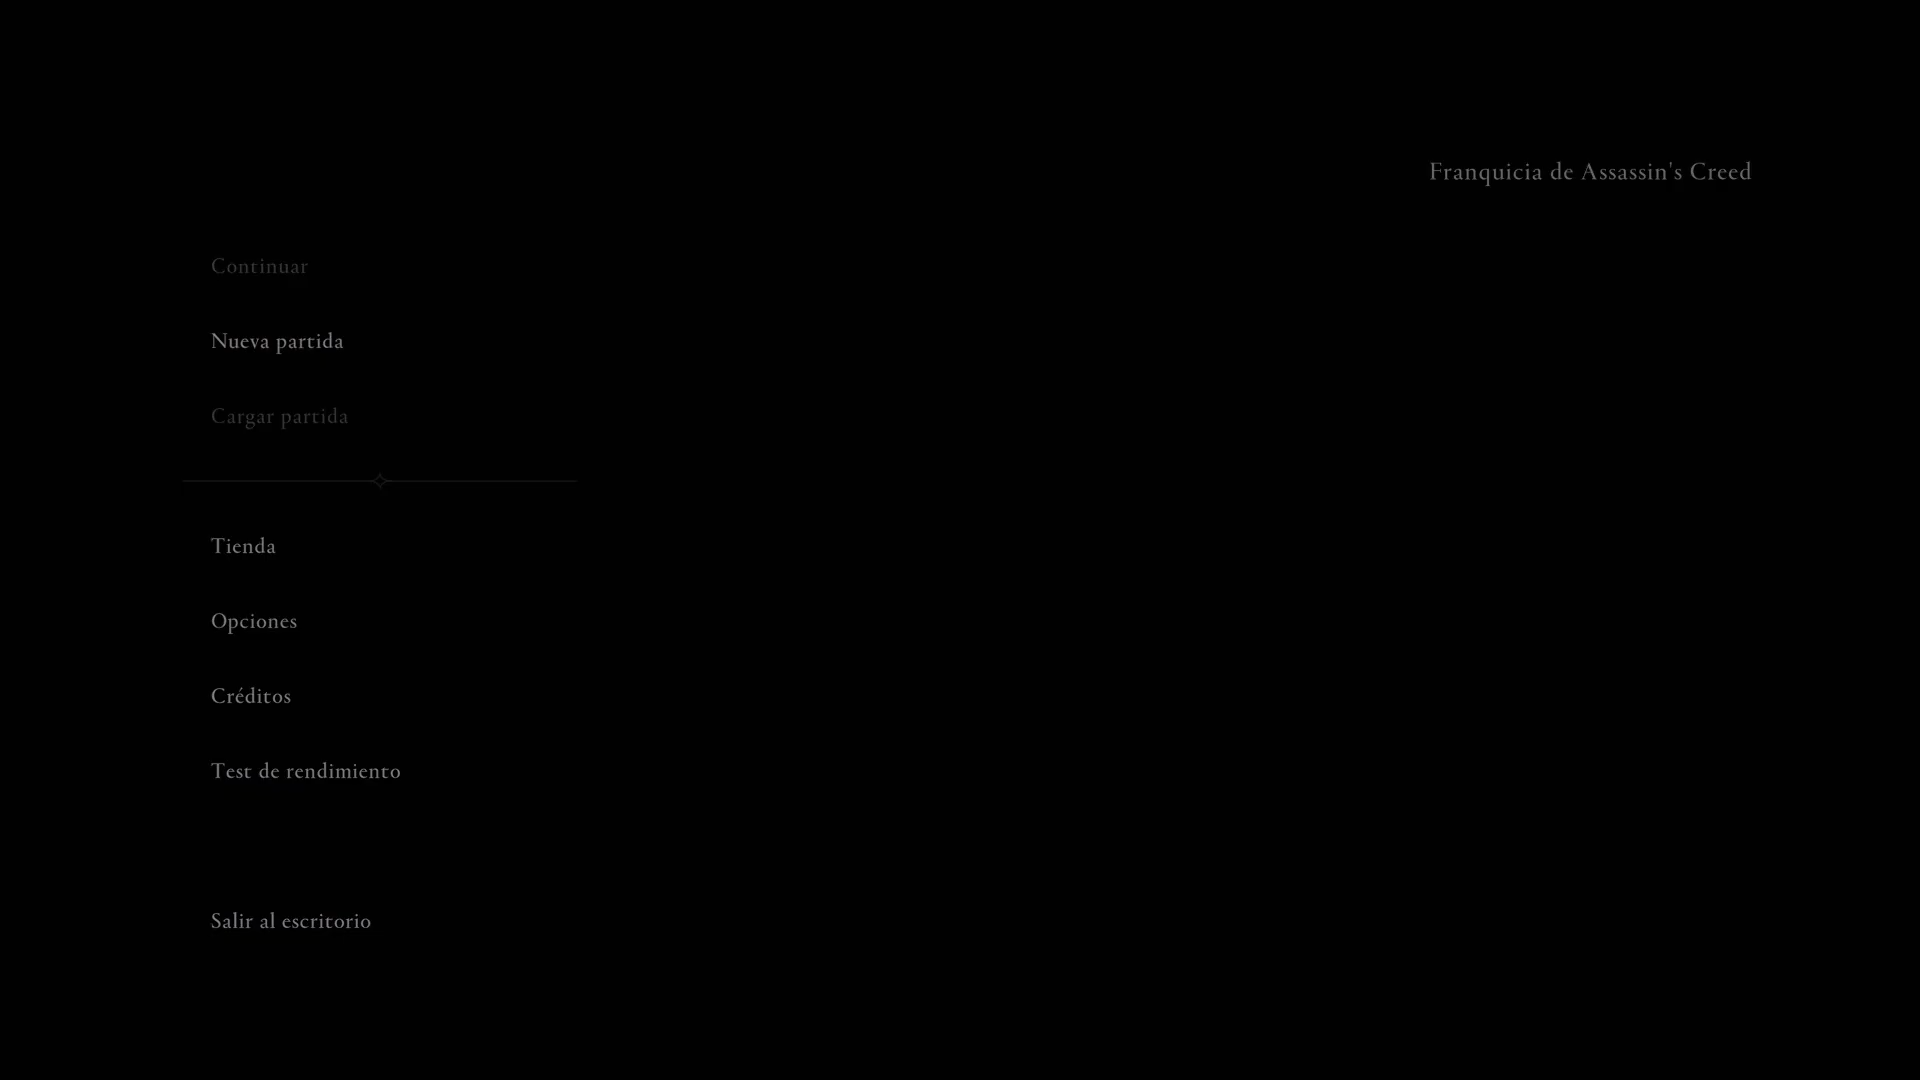 Franquicia de Assassin's Creed
Continuar
Nueva partida
Cargar partida
Tienda
Opciones
Créditos
Test de rendimiento
Salir al escritorio